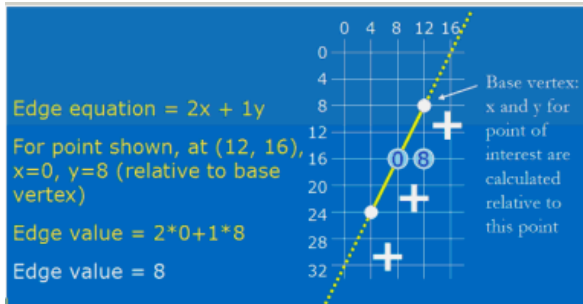 0 4 8 12 16
0
4
8
12
16
20
24
28
32
0 8
Edge equation = 2x + 1y
For point shown, at (12, 16),
x=0, y=8 (relative to base
vertex)
Edge value = 2*0+1*8
Edge value = 8
Base vertex:
x and y for
point of
interest are
calculated
relative to
this point